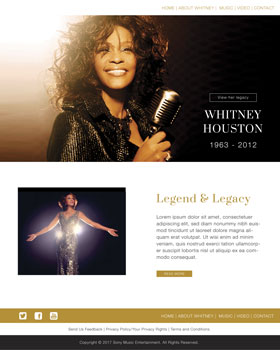 HOME | ABOUT WHITNEY | MUSIC | VIDEO | CONTACT
View her legacy
WHITNEY
HOUSTON
1963 - 2012
Legend & Legacy
Lorem ipsum dolor sit amet, consectetuer
adipiscing elit, sed diam nonummy nibh eu-
ismod tincidunt ut laoreet dolore magna ali-
quam erat volutpat. Ut wisi enim ad minim
veniam, quis nostrud exerci tation ullamcorp-
er suscipit lobortis nisl ut aliquip ex ea com-
modo consequat.
READ MORE
HOME | ABOUT WHITNEY | MUSIC | VIDEO | CONTACT
Send Us Feedback | Privacy Policy/Your Privacy Rights | Terms and Conditions
Copyright © 2017 Sony Music Entertainment. All Rights Reserved.